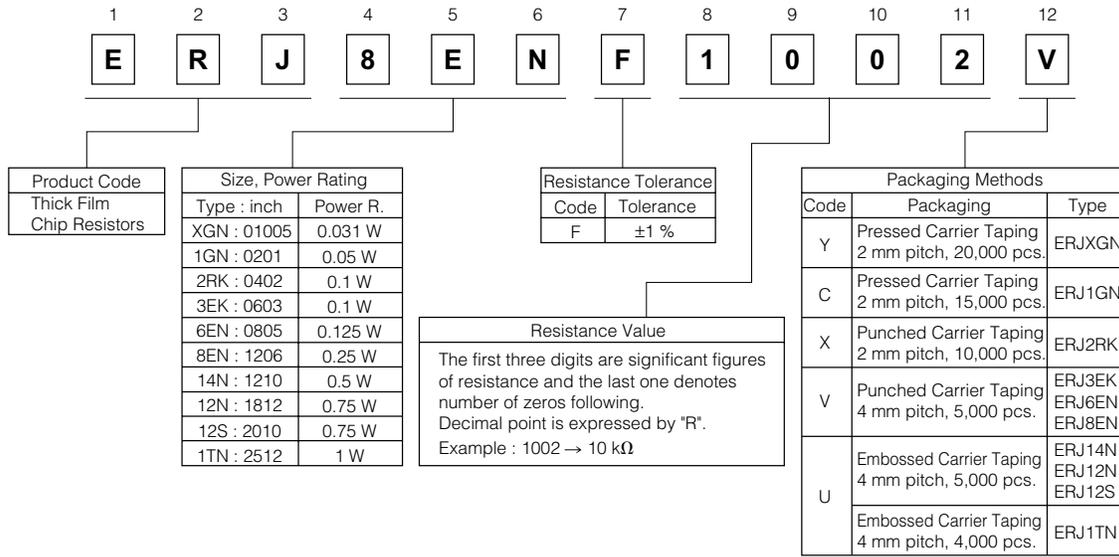 1 2 3 4 5 6 7 8 9 10 11 12
E R J 8 E N F 1 0 0 2 V
Product Code
Thick Film
Chip Resistors
Size, Power Rating
Type : inch Power R.
XGN : 01005 0.031 W
1GN : 0201 0.05 W
2RK : 0402 0.1 W
3EK : 0603 0.1 W
6EN : 0805 0.125 W
8EN : 1206 0.25 W
14N : 1210 0.5 W
12N : 1812 0.75 W
12S : 2010 0.75 W
1TN : 2512 1 W
Resistance Tolerance
Code Tolerance
F ±1 %
Resistance Value
The first three digits are significant figures
of resistance and the last one denotes
number of zeros following.
Decimal point is expressed by "R".
Example : 1002 → 10 kΩ
Packaging Methods
Code Packaging Type
Y Pressed Carrier Taping
2 mm pitch, 20,000 pcs. ERJXGN
C Pressed Carrier Taping
2 mm pitch, 15,000 pcs. ERJ1GN
X Punched Carrier Taping
2 mm pitch, 10,000 pcs. ERJ2RK
V Punched Carrier Taping
4 mm pitch, 5,000 pcs.
ERJ3EK
ERJ6EN
ERJ8EN
U Embossed Carrier Taping
4 mm pitch, 5,000 pcs.
ERJ14N
ERJ12N
ERJ12S
Embossed Carrier Taping
4 mm pitch, 4,000 pcs. ERJ1TN